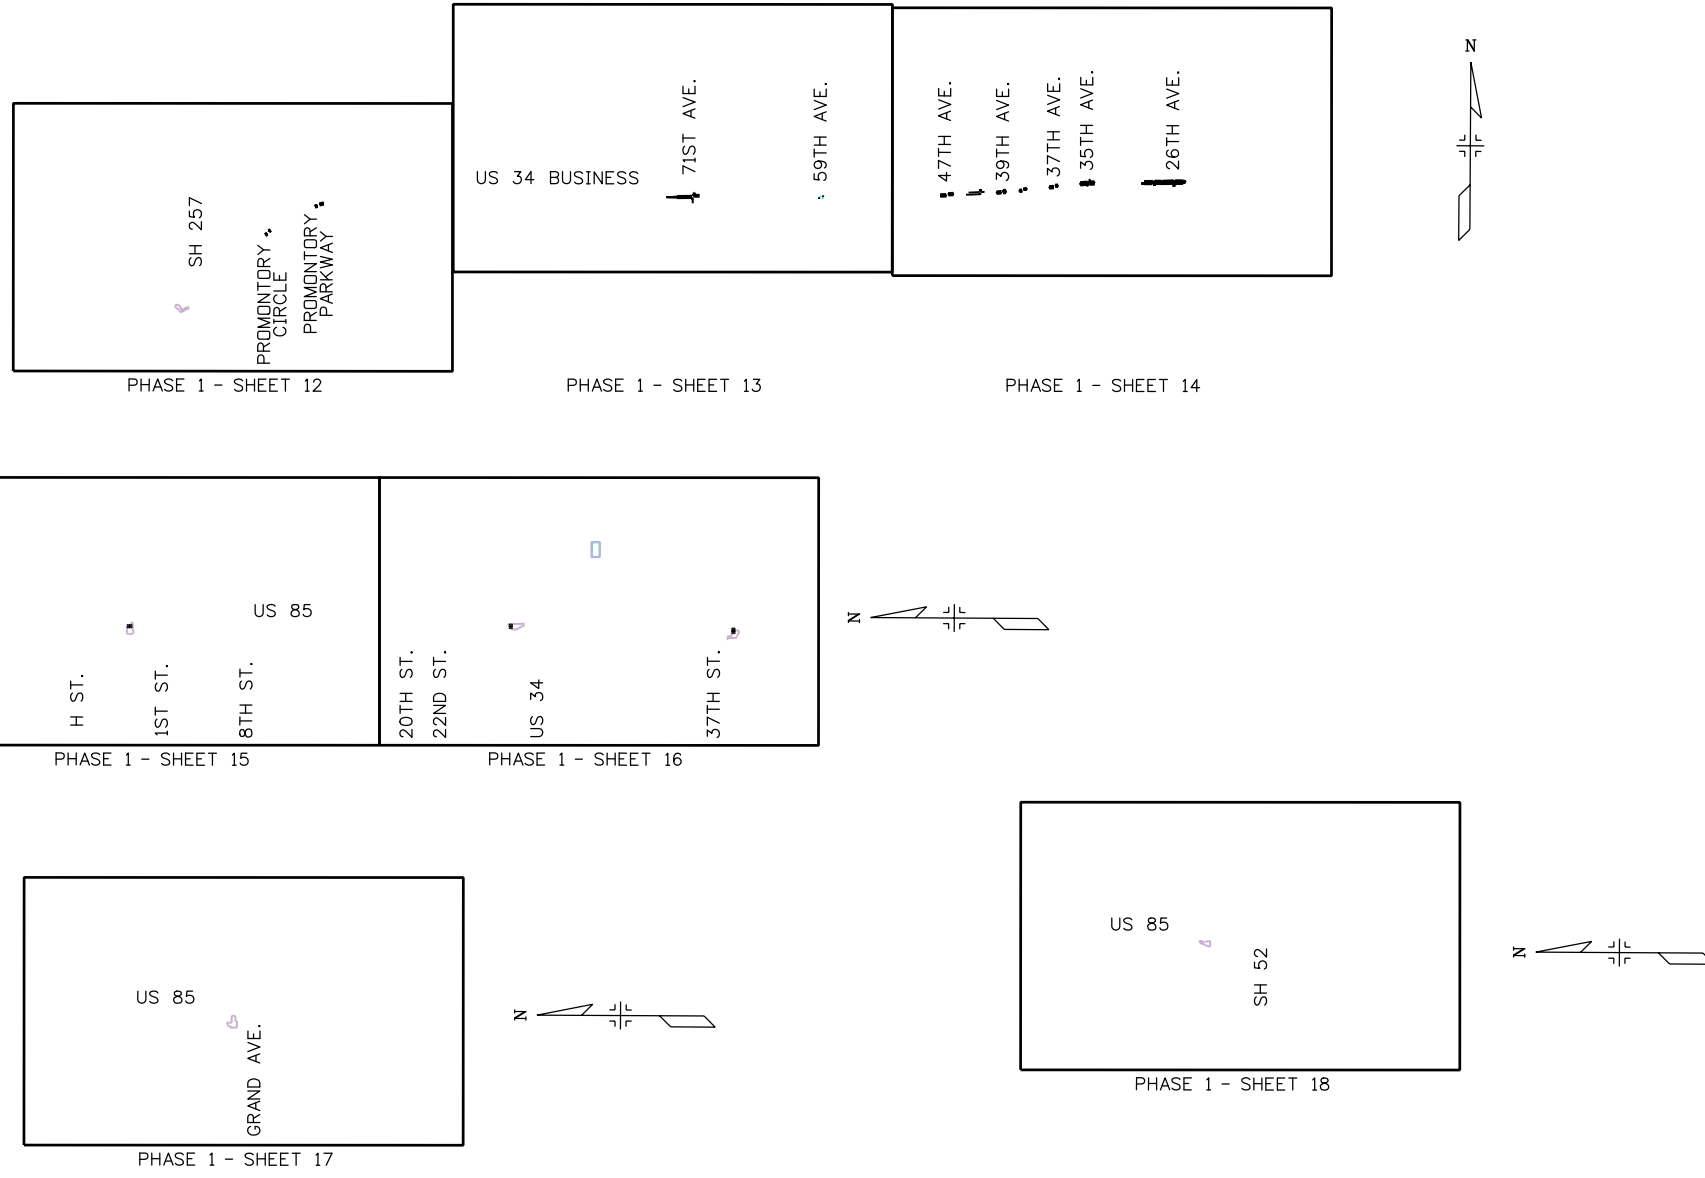 N
US 34 BUSINESS
71ST AVE.
59TH AVE.
47TH AVE.
39TH AVE.
37TH AVE.
35TH AVE.
26TH AVE.
SH 257
PROMONTORY
CIRCLE
PROMONTORY
PARKWAY
PHASE 1 - SHEET 12
PHASE 1 - SHEET 13
PHASE 1 - SHEET 14
US 85
H ST.
1ST ST.
8TH ST.
20TH ST.
22ND ST.
US 34
37TH ST.
N
PHASE 1 - SHEET 15
PHASE 1 - SHEET 16
US 85
SH 52
N
PHASE 1 - SHEET 18
US 85
GRAND AVE.
N
PHASE 1 - SHEET 17